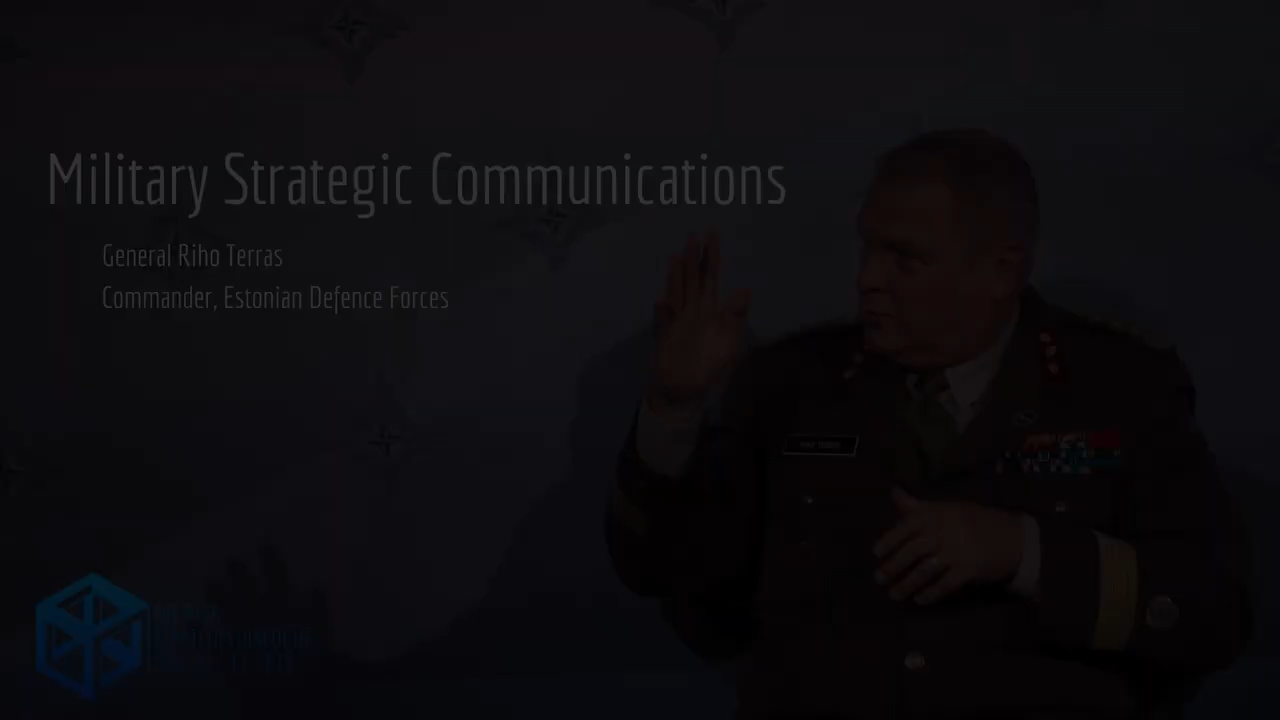 Military Strategic Communications
General Riho Terras
Commander, Estonian Defence Forces